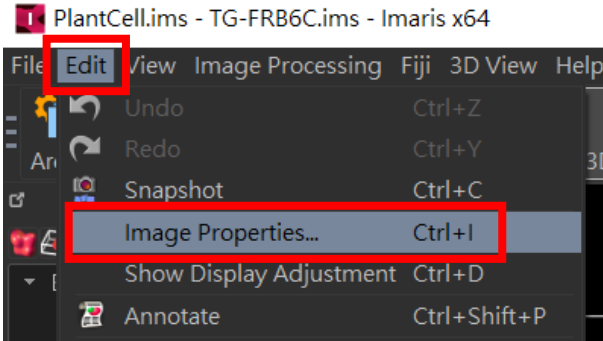 PlantCell.ims - TG-FRB6C.ims - Imaris x64
File Edit View Image Processing Fiji 3D View Help
Undo Ctrl+Z
Redo Ctrl+Y
Snapshot Ctrl+C
Image Properties... Ctrl+I
Show Display Adjustment Ctrl+D
Annotate Ctrl+Shift+P